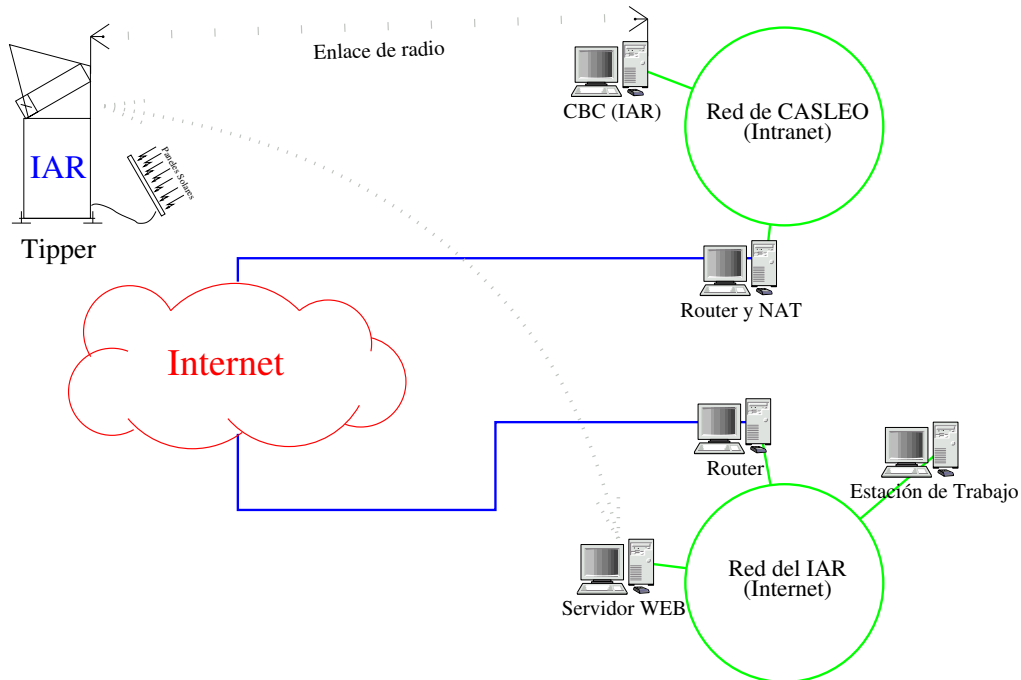 Enlace de radio
CBC (IAR)
Red de CASLEO
(Intranet)
IAR
Paneles Solares
Tipper
Router y NAT
Internet
Router
Estación de Trabajo
Red del IAR
(Internet)
Servidor WEB